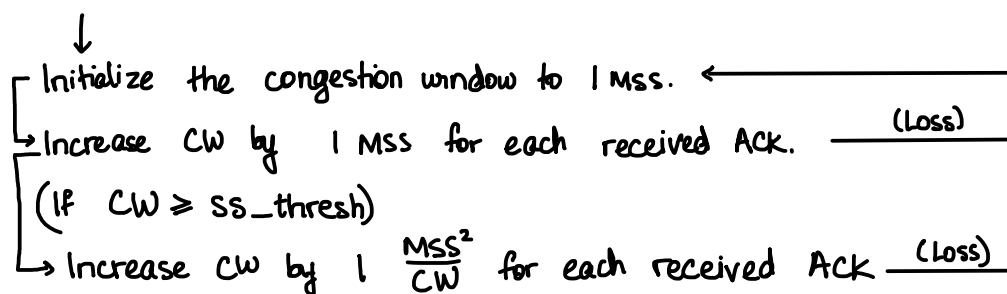 Initialize the congestion window to 1 MSS.
Increase CW by 1 MSS for each received ACK. (Loss)
(If CW ≥ ss_thresh)
Increase CW by 1 MSS²/CW for each received ACK (Loss)